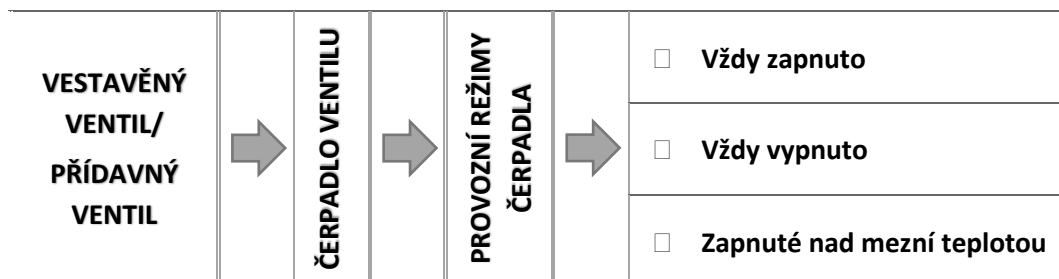 VESTAVĚNÝ
VENTIL/
PŘÍDAVNÝ
VENTIL
ČERPADLO VENTILU
PROVOZNÍ REŽIMY
ČERPADLA
Vždy zapnuto
Vždy vypnuto
Zapnuté nad mezní teplotou